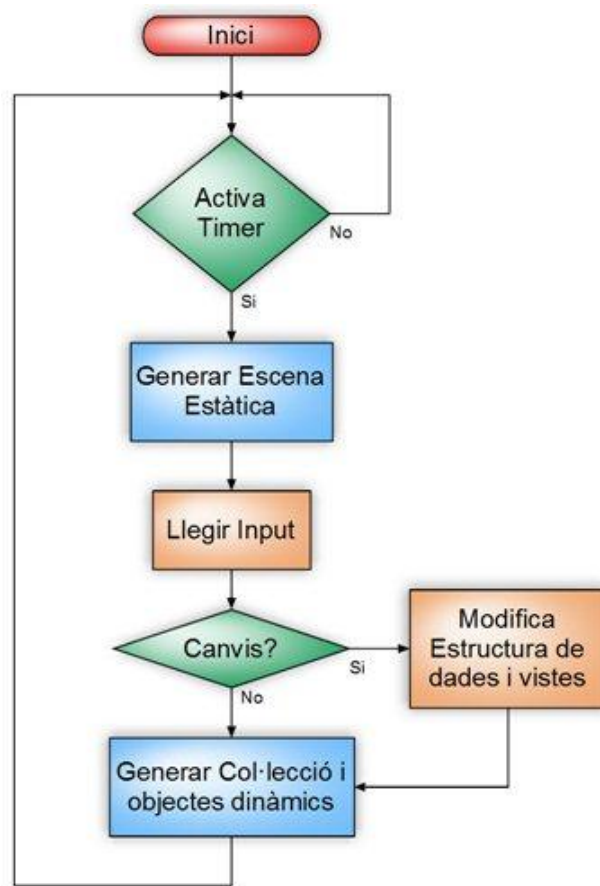 Inici
Activa
Timer
No
Si
Generar Escena
Estàtica
Llegir Input
Canvis?
Si
No
Modifica
Estructura de
dades i vistes
Generar Col·lecció i
objectes dinàmics